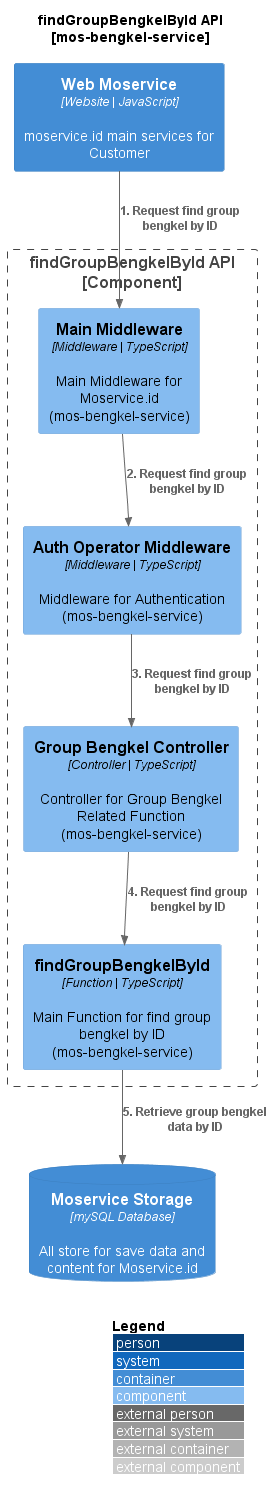 findGroupBengkelById API
[mos-bengkel-service]
Web Moservice
[Website | JavaScript]
moservice.id main services for
Customer
1. Request find group
bengkel by ID
findGroupBengkelById API
[Component]
Main Middleware
[Middleware | TypeScript]
Main Middleware for
Moservice.id
(mos-bengkel-service)
2. Request find group
bengkel by ID
Auth Operator Middleware
[Middleware | TypeScript]
Middleware for Authentication
(mos-bengkel-service)
3. Request find group
bengkel by ID
Group Bengkel Controller
[Controller | TypeScript]
Controller for Group Bengkel
Related Function
(mos-bengkel-service)
4. Request find group
bengkel by ID
findGroupBengkelById
[Function | TypeScript]
Main Function for find group
bengkel by ID
(mos-bengkel-service)
5. Retrieve group bengkel
data by ID
Moservice Storage
[mySQL Database]
All store for save data and
content for Moservice.id
Legend
person
system
container
component
external person
external system
external container
external component